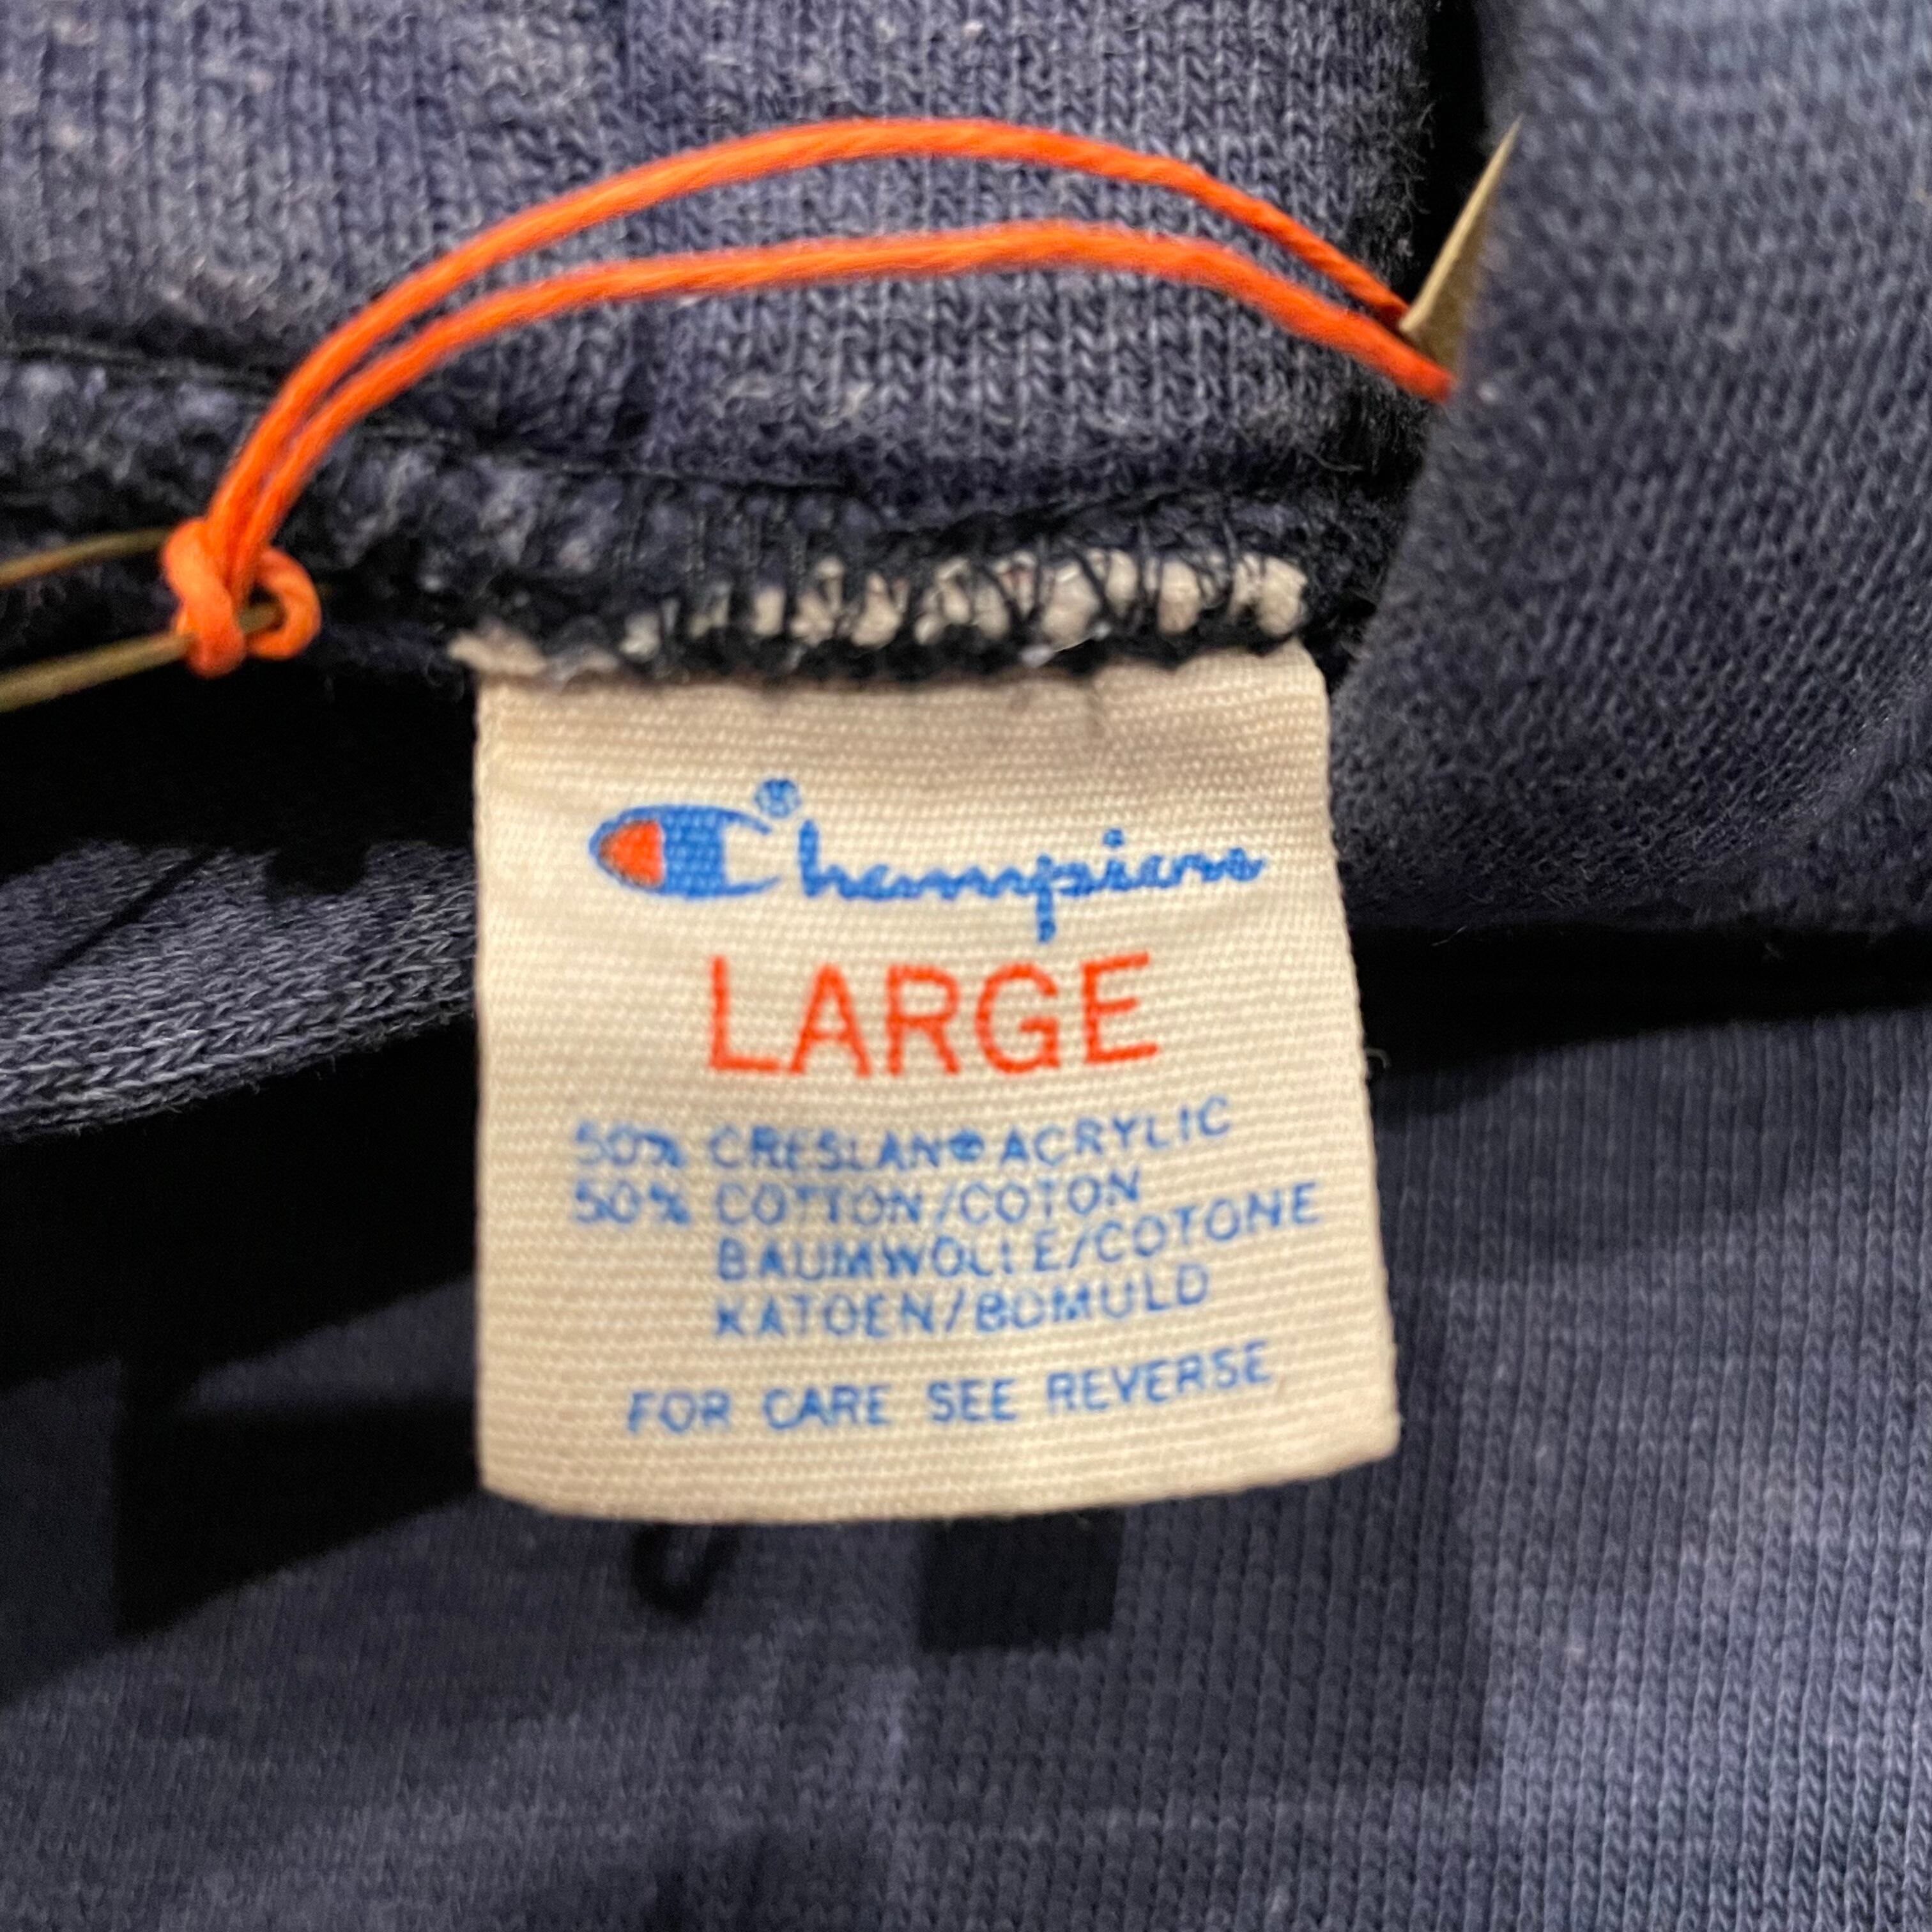 Champion®
LARGE
50% CRESLAN® ACRYLIC
50% COTTON/COTON
BAUMWOLLE/COTONE
KATOEN/BOMULD
FOR CARE SEE REVERSE